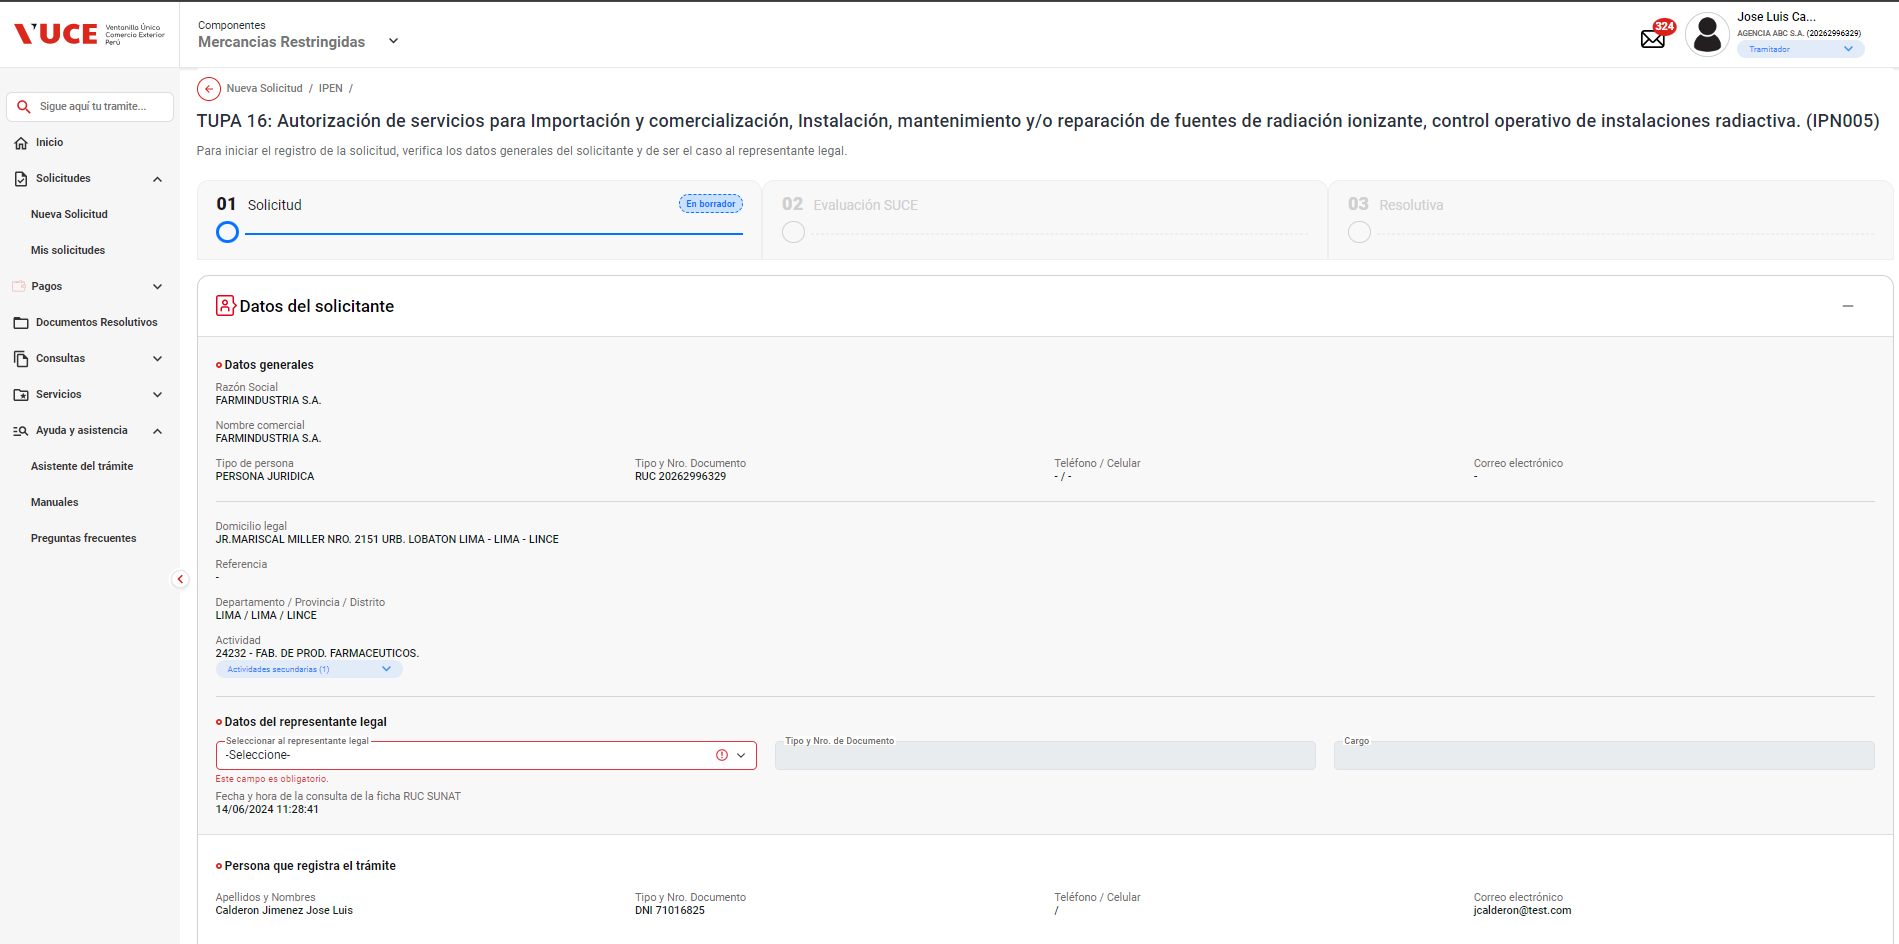 VUCE
Ventanilla Única
Comercio Exterior
Perú
Componentes
Mercancias Restringidas
324
Jose Luis Ca...
AGENCIA ABC S.A. (20262996329)
Tramitador
Sigue aquí tu tramite...
Inicio
Solicitudes
Nueva Solicitud
Mis solicitudes
Pagos
Documentos Resolutivos
Consultas
Servicios
Ayuda y asistencia
Asistente del trámite
Manuales
Preguntas frecuentes
Nueva Solicitud / IPEN /
TUPA 16: Autorización de servicios para Importación y comercialización, Instalación, mantenimiento y/o reparación de fuentes de radiación ionizante, control operativo de instalaciones radiactiva. (IPN005)
Para iniciar el registro de la solicitud, verifica los datos generales del solicitante y de ser el caso al representante legal.
01 Solicitud En borrador
02 Evaluación SUCE
03 Resolutiva
Datos del solicitante
Datos generales
Razón Social
FARMINDUSTRIA S.A.
Nombre comercial
FARMINDUSTRIA S.A.
Tipo de persona Tipo y Nro. Documento Teléfono / Celular Correo electrónico
PERSONA JURIDICA RUC 20262996329 - / - -
Domicilio legal
JR.MARISCAL MILLER NRO. 2151 URB. LOBATON LIMA - LIMA - LINCE
Referencia
-
Departamento / Provincia / Distrito
LIMA / LIMA / LINCE
Actividad
24232 - FAB. DE PROD. FARMACEUTICOS.
Actividades secundarias (1)
Datos del representante legal
Seleccionar al representante legal Tipo y Nro. de Documento Cargo
-Seleccione-
Este campo es obligatorio.
Fecha y hora de la consulta de la ficha RUC SUNAT
14/06/2024 11:28:41
Persona que registra el trámite
Apellidos y Nombres Tipo y Nro. Documento Teléfono / Celular Correo electrónico
Calderon Jimenez Jose Luis DNI 71016825 / jcalderon@test.com